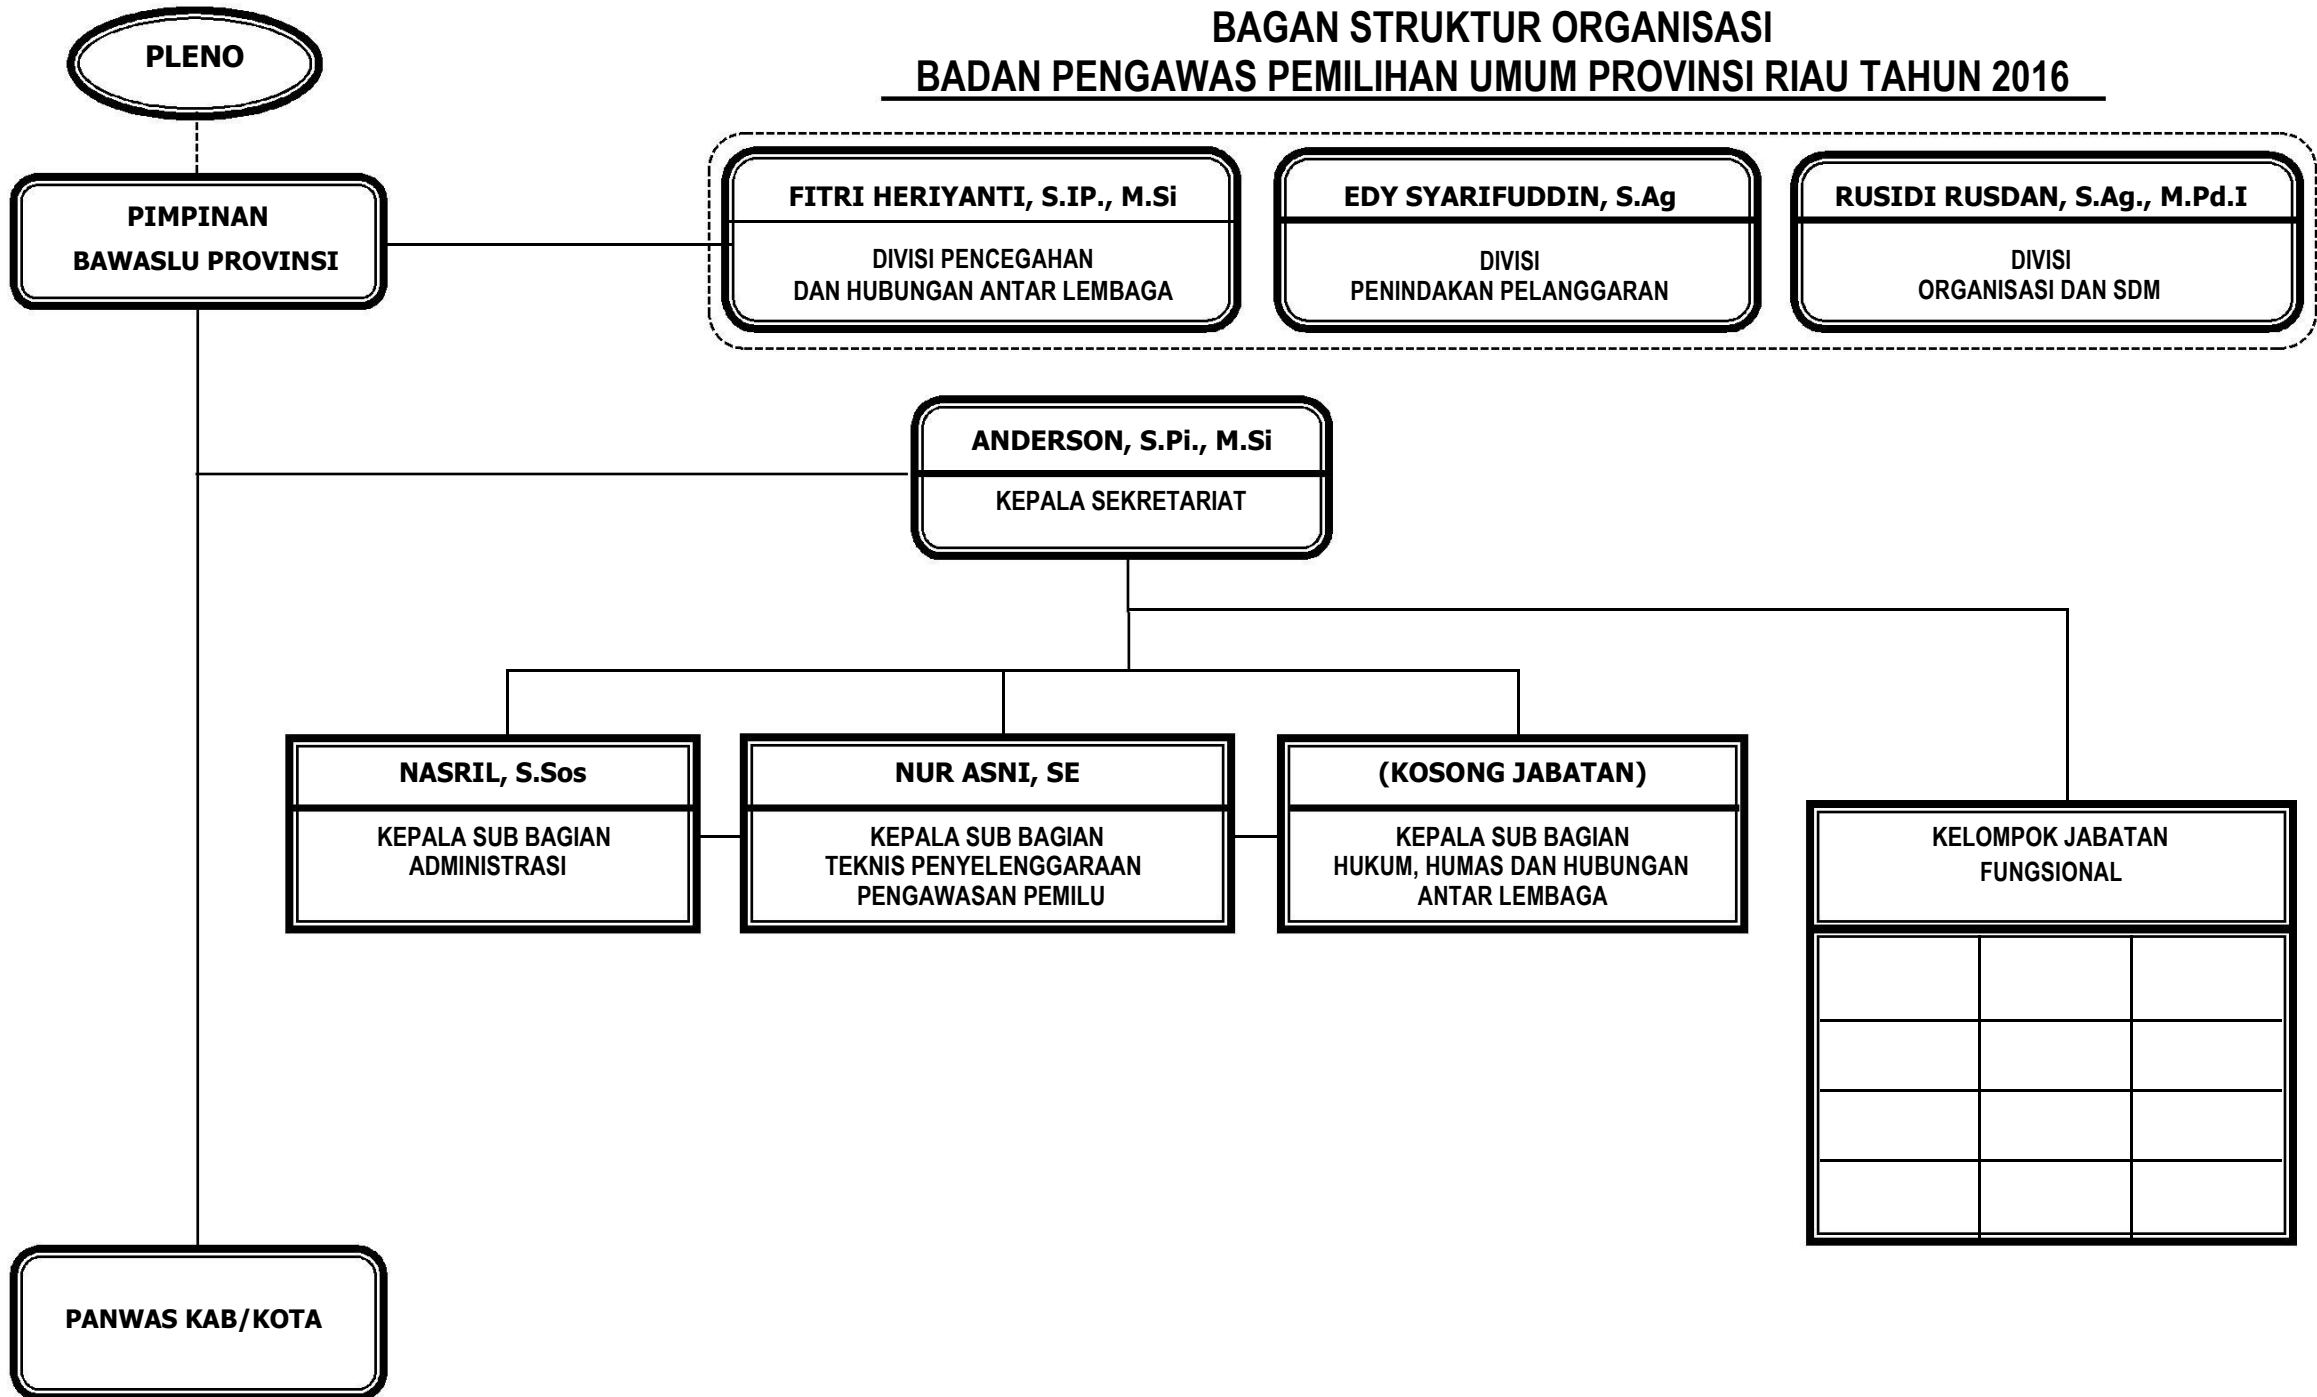 BAGAN STRUKTUR ORGANISASI
BADAN PENGAWAS PEMILIHAN UMUM PROVINSI RIAU TAHUN 2016
PLENO
PIMPINAN
BAWASLU PROVINSI
FITRI HERIYANTI, S.IP., M.Si
DIVISI PENCEGAHAN
DAN HUBUNGAN ANTAR LEMBAGA
EDY SYARIFUDDIN, S.Ag
DIVISI
PENINDAKAN PELANGGARAN
RUSIDI RUSDAN, S.Ag., M.Pd.I
DIVISI
ORGANISASI DAN SDM
ANDERSON, S.Pi., M.Si
KEPALA SEKRETARIAT
NASRIL, S.Sos
KEPALA SUB BAGIAN
ADMINISTRASI
NUR ASNI, SE
KEPALA SUB BAGIAN
TEKNIS PENYELENGGARAAN
PENGAWASAN PEMILU
(KOSONG JABATAN)
KEPALA SUB BAGIAN
HUKUM, HUMAS DAN HUBUNGAN
ANTAR LEMBAGA
KELOMPOK JABATAN
FUNGSIONAL
PANWAS KAB/KOTA